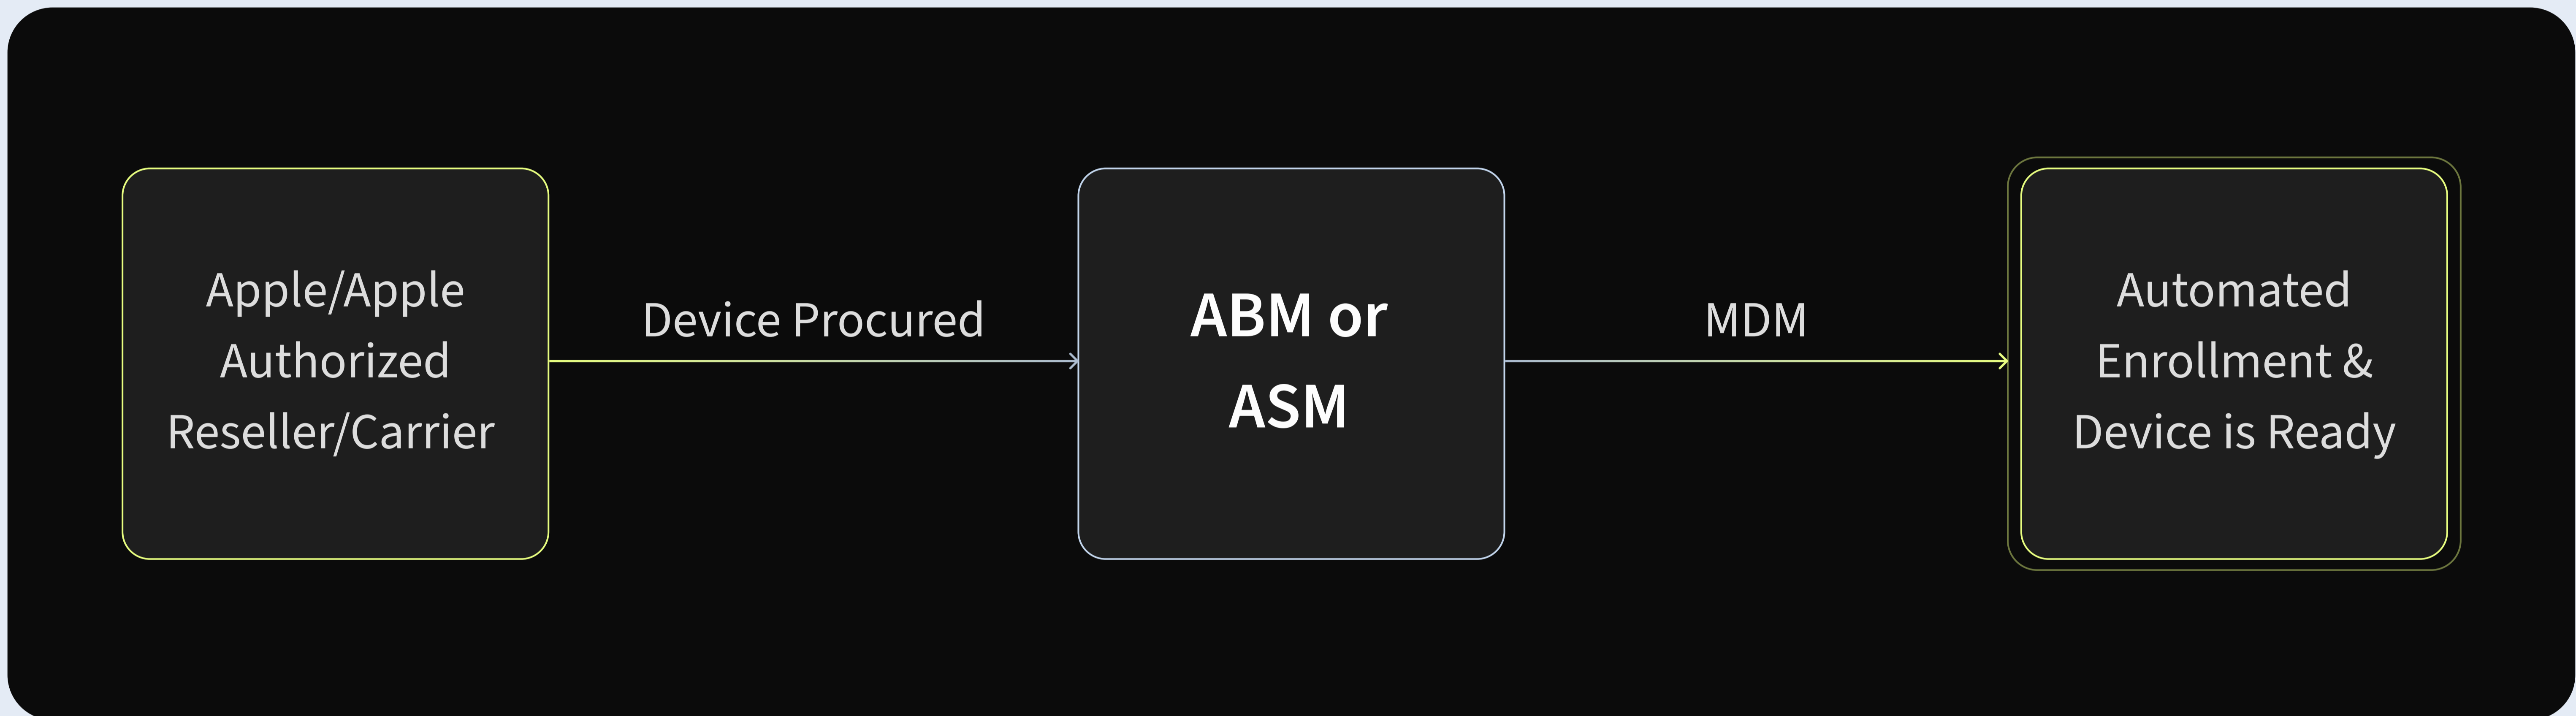 Apple/Apple
Authorized
Reseller/Carrier
Device Procured
ABM or
ASM
MDM
Automated
Enrollment &
Device is Ready